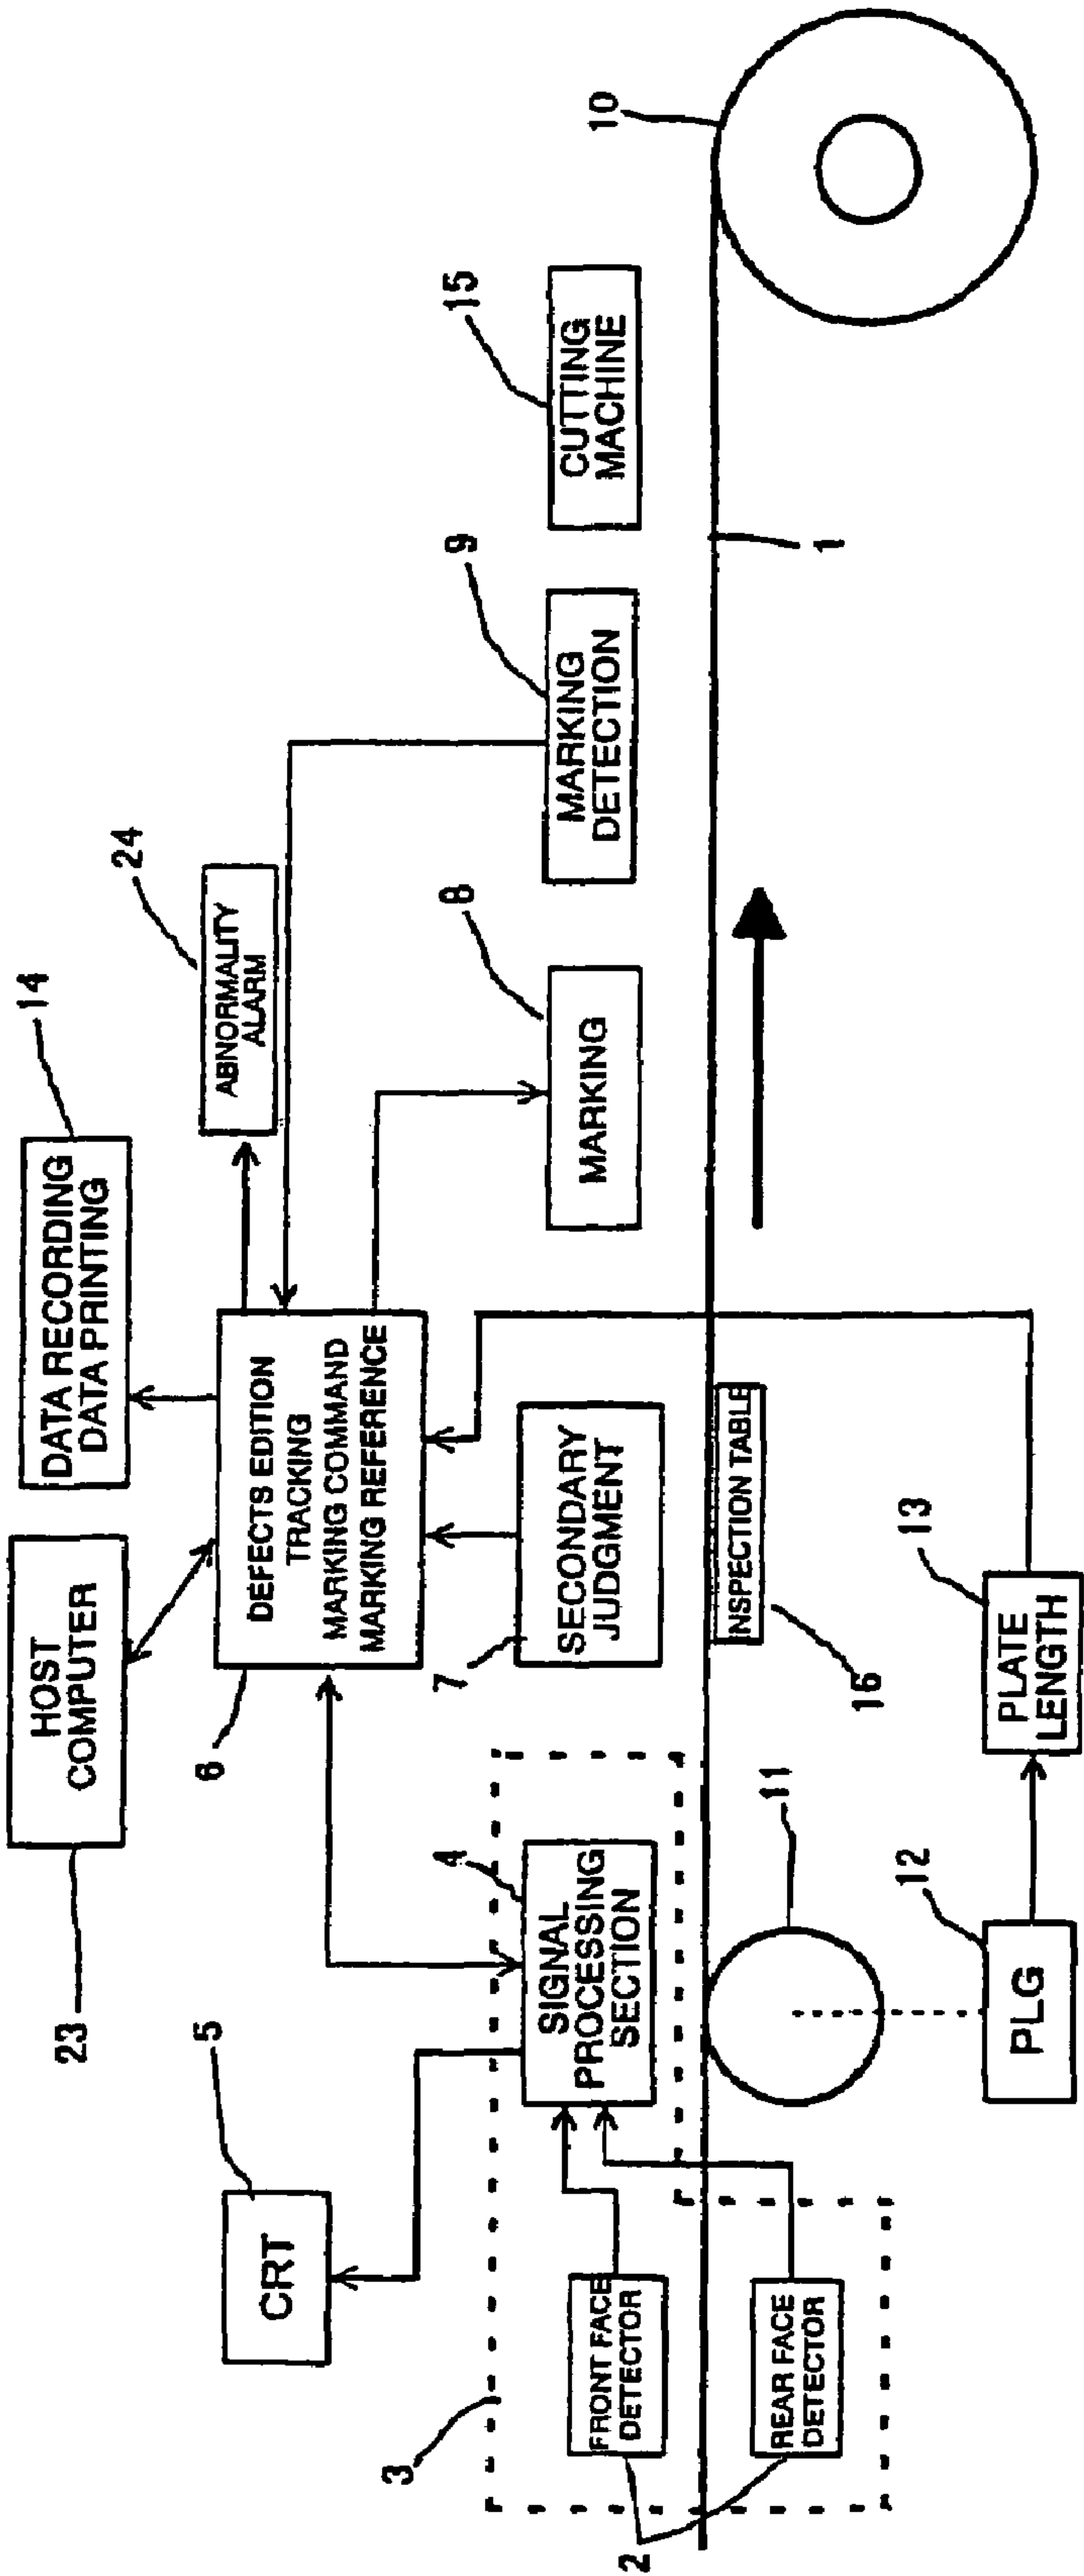 23
HOST
COMPUTER
14
DATA RECORDING
DATA PRINTING
24
ABNORMALITY
ALARM
5
CRT
6
DEFECTS EDITION
TRACKING
MARKING COMMAND
MARKING REFERENCE
9
MARKING
DETECTION
15
CUTTING
MACHINE
10
3
4
SIGNAL
PROCESSING
SECTION
7
SECONDARY
JUDGMENT
8
MARKING
FRONT FACE
DETECTOR
2
REAR FACE
DETECTOR
11
INSPECTION TABLE
16
1
12
PLG
13
PLATE
LENGTH